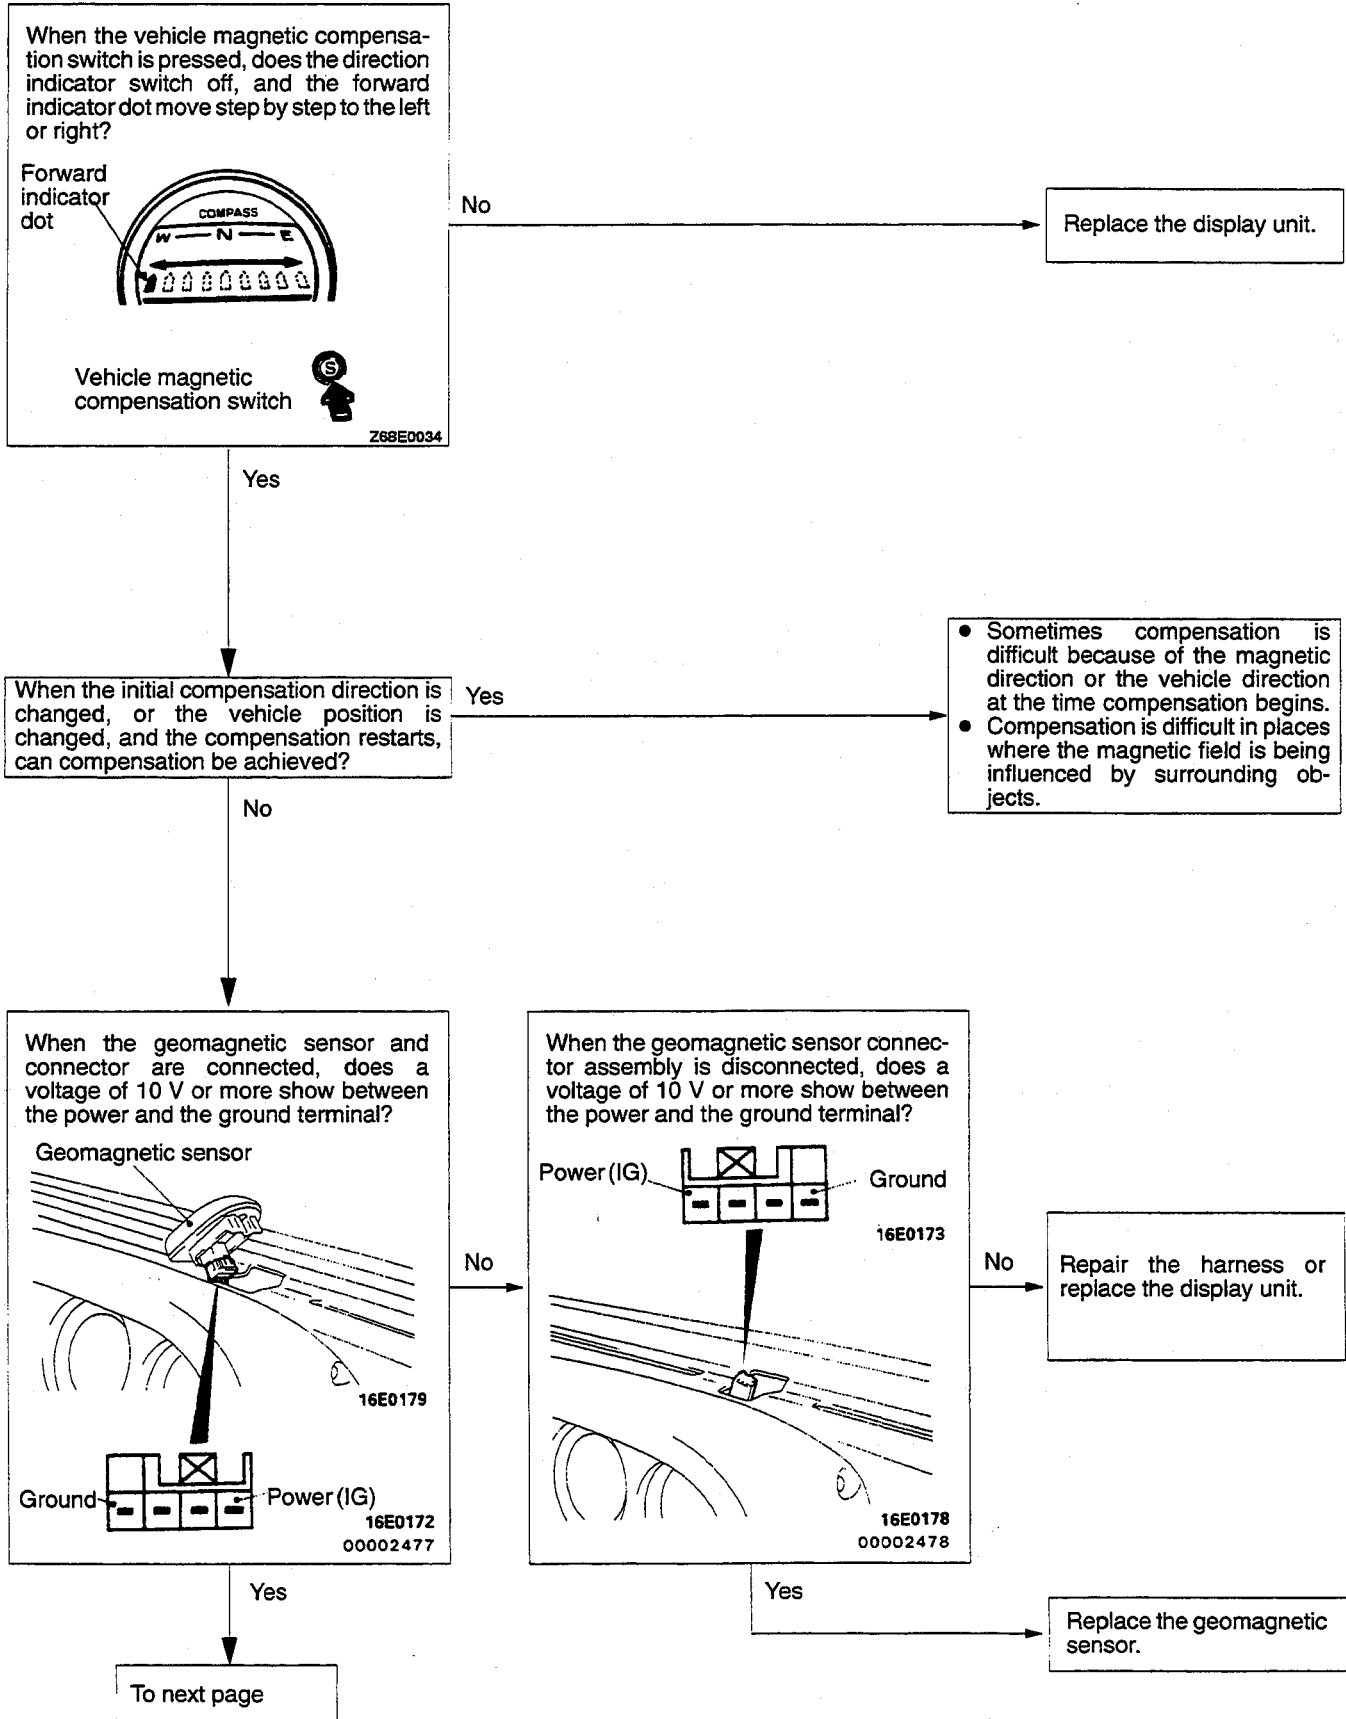 When the vehicle magnetic compensa-
tion switch is pressed, does the direction
indicator switch off, and the forward
indicator dot move step by step to the left
or right?
Forward
indicator
dot
COMPASS
W — N — E
Vehicle magnetic
compensation switch
S
Z68E0034
No
Replace the display unit.
Yes
When the initial compensation direction is
changed, or the vehicle position is
changed, and the compensation restarts,
can compensation be achieved?
Yes
● Sometimes compensation is
difficult because of the magnetic
direction or the vehicle direction
at the time compensation begins.
● Compensation is difficult in places
where the magnetic field is being
influenced by surrounding ob-
jects.
No
When the geomagnetic sensor and
connector are connected, does a
voltage of 10 V or more show between
the power and the ground terminal?
Geomagnetic sensor
16E0179
Ground
Power (IG)
16E0172
00002477
No
When the geomagnetic sensor connec-
tor assembly is disconnected, does a
voltage of 10 V or more show between
the power and the ground terminal?
Power (IG)
Ground
16E0173
16E0178
00002478
No
Repair the harness or
replace the display unit.
Yes
Replace the geomagnetic
sensor.
Yes
To next page